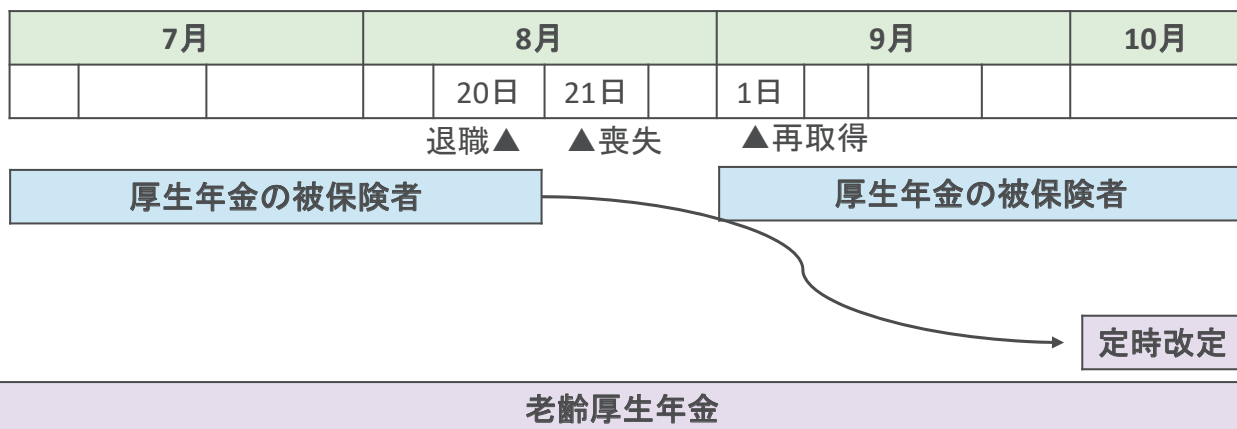 7月 8月 9月 10月
20日 21日 1日
退職▲ ▲喪失 ▲再取得
厚生年金の被保険者 厚生年金の被保険者
定時改定
老齢厚生年金